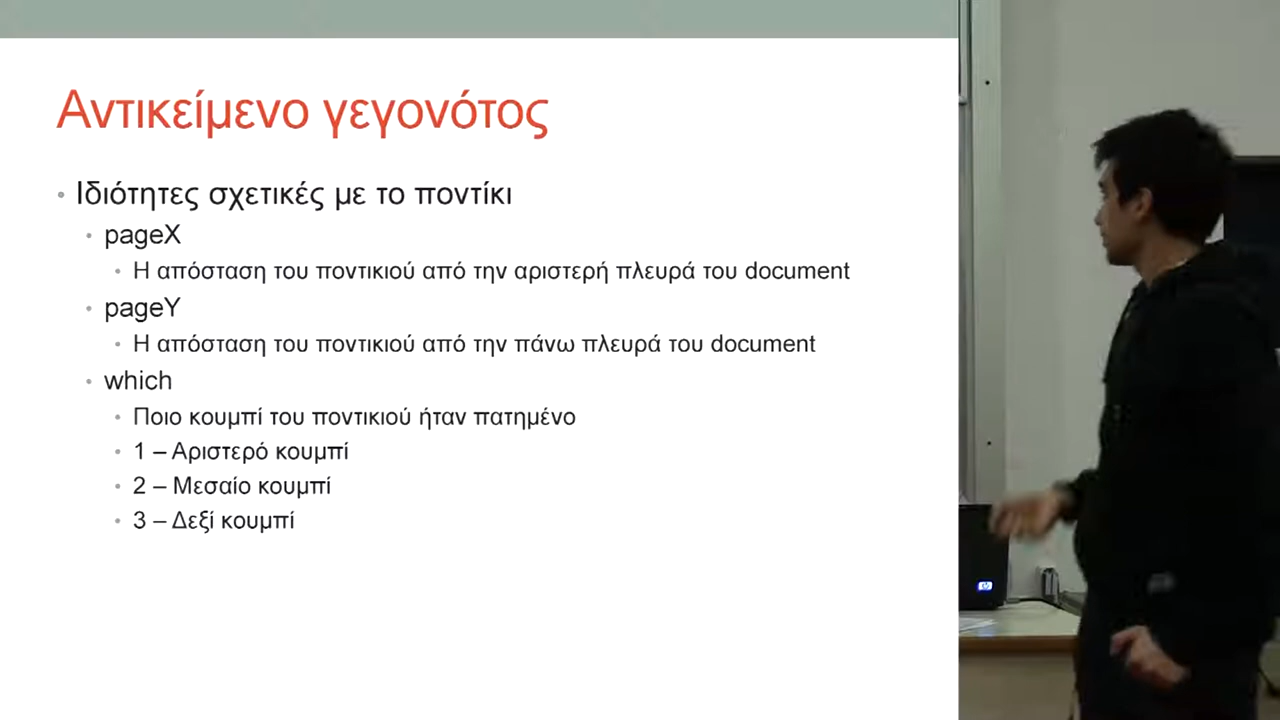 Αντικείμενο γεγονότος
• Ιδιότητες σχετικές με το ποντίκι
• pageX
• Η απόσταση του ποντικιού από την αριστερή πλευρά του document
• pageY
• Η απόσταση του ποντικιού από την πάνω πλευρά του document
• which
• Ποιο κουμπί του ποντικιού ήταν πατημένο
• 1 – Αριστερό κουμπί
• 2 – Μεσαίο κουμπί
• 3 – Δεξί κουμπί
hp